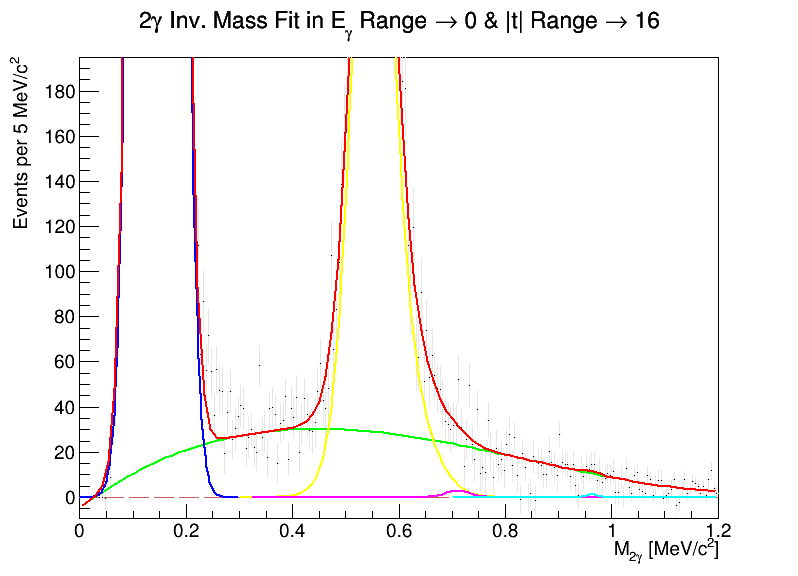 2γ Inv. Mass Fit in Eγ Range → 0 & |t| Range → 16
Events per 5 MeV/c²
180
160
140
120
100
80
60
40
20
0
0 0.2 0.4 0.6 0.8 1 1.2
M2γ [MeV/c²]